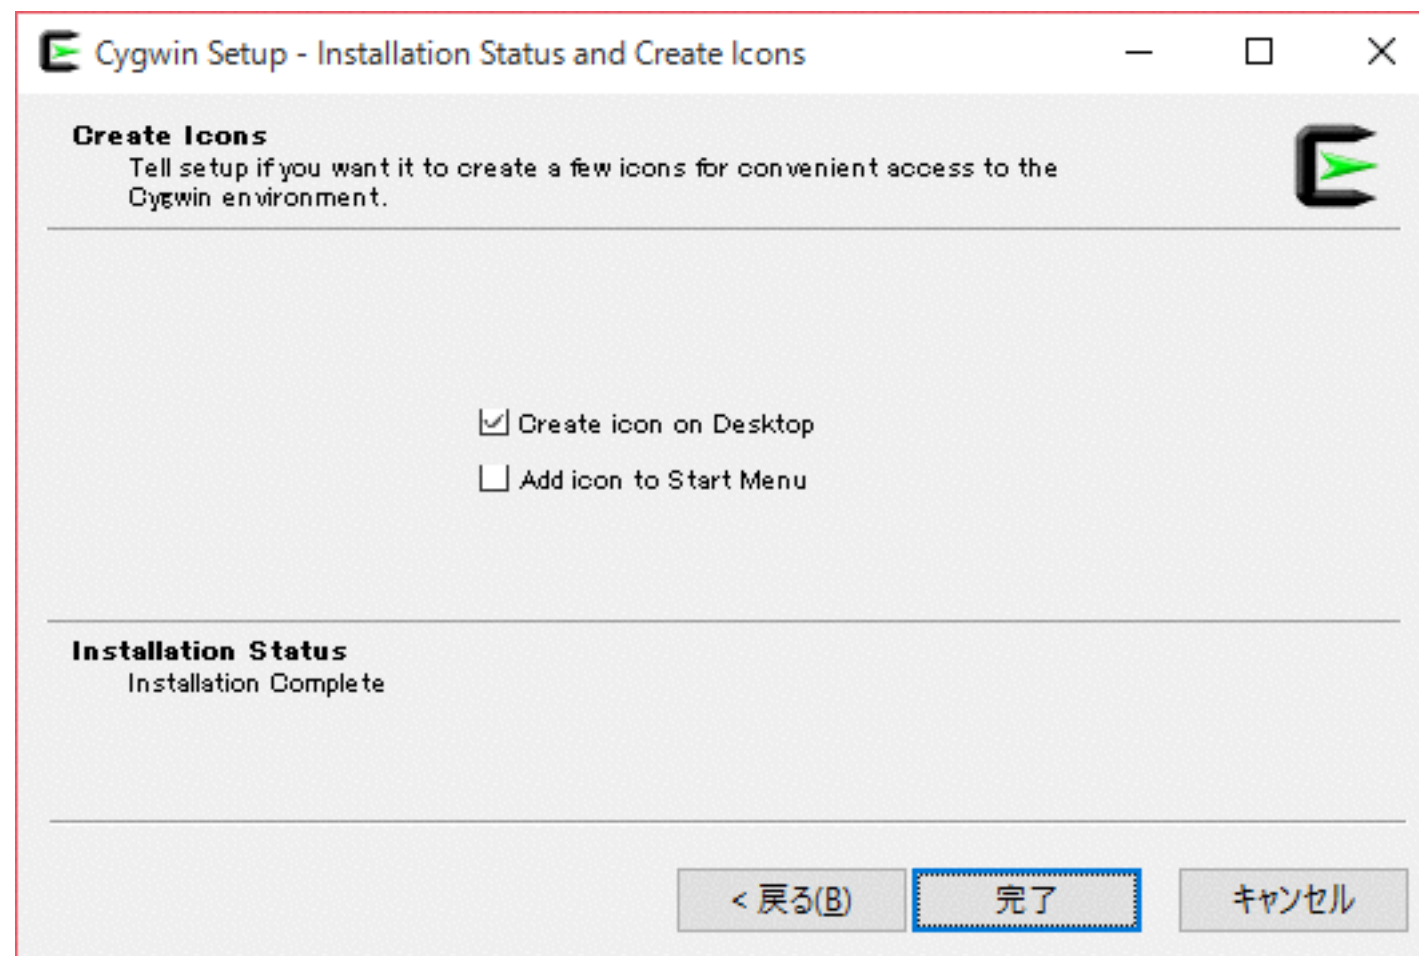 Cygwin Setup - Installation Status and Create Icons
Create Icons
Tell setup if you want it to create a few icons for convenient access to the
Cygwin environment.
Create icon on Desktop
Add icon to Start Menu
Installation Status
Installation Complete
< 戻る(B) 完了 キャンセル